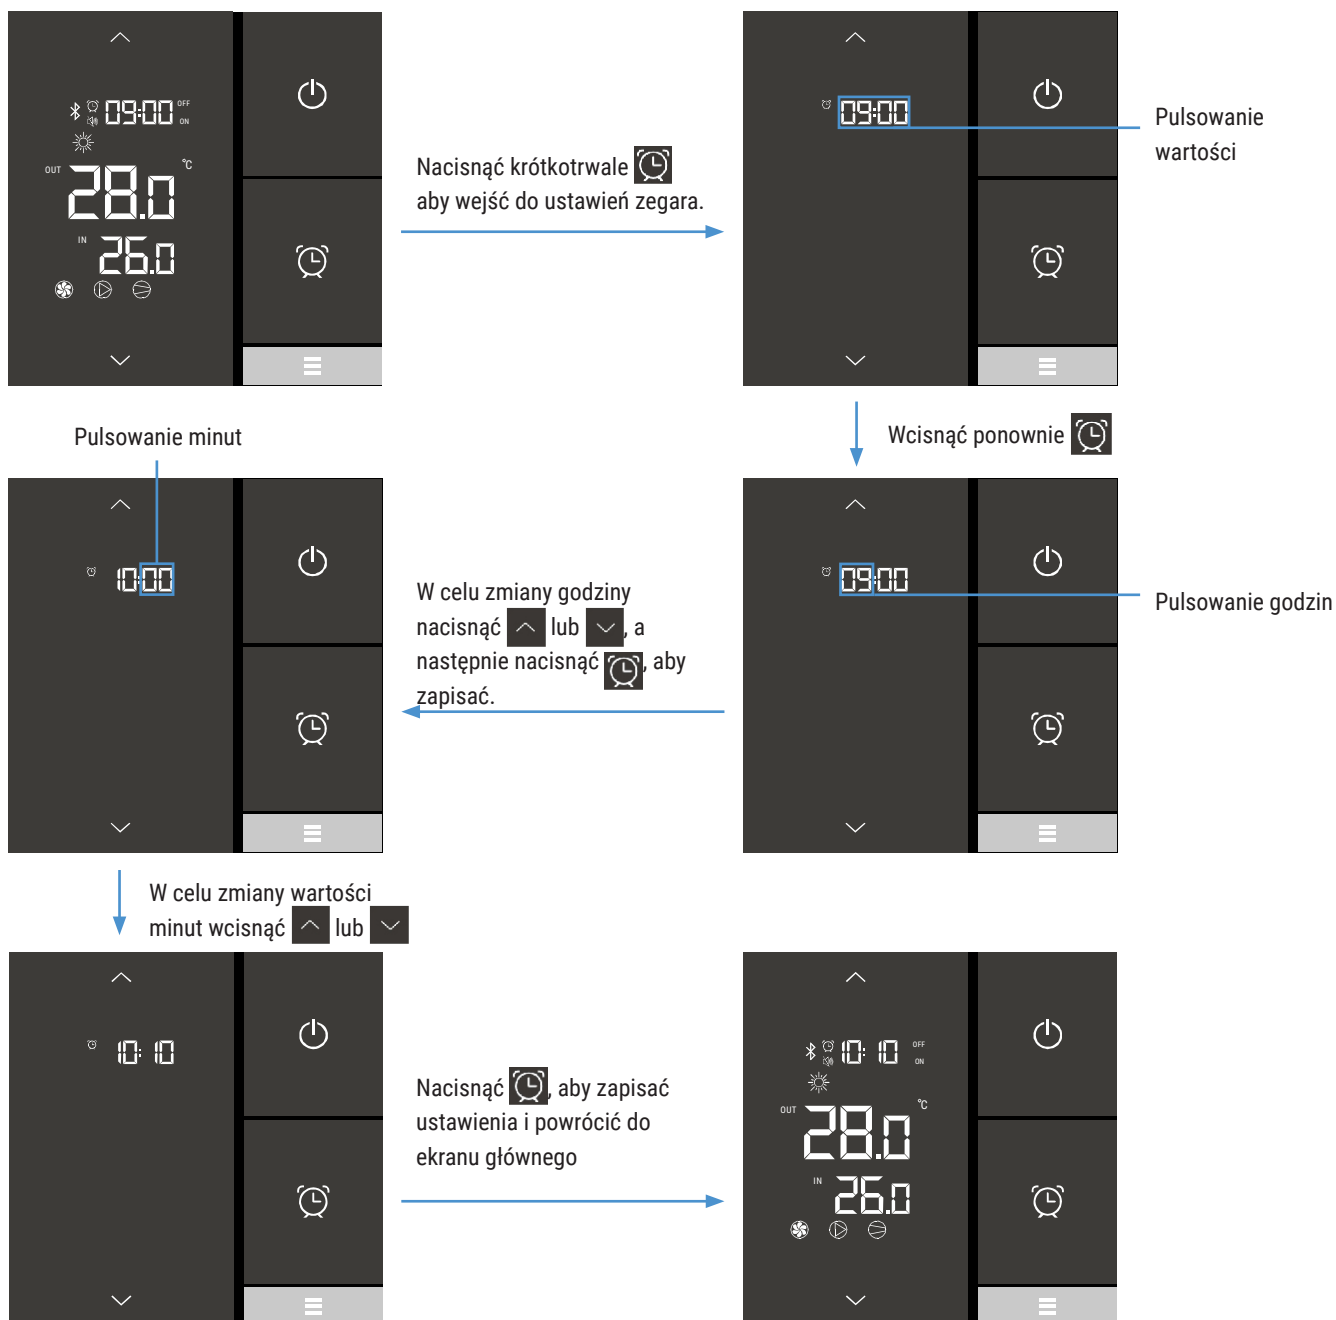 09:00 OFF
ON
OUT 28.0 °C
IN 26.0
Nacisnąć krótkotrwale
aby wejść do ustawień zegara.
09:00
Pulsowanie
wartości
Wcisnąć ponownie
09:00
Pulsowanie godzin
W celu zmiany godziny
nacisnąć lub , a
następnie nacisnąć , aby
zapisać.
Pulsowanie minut
10:00
W celu zmiany wartości
minut wcisnąć lub
10:10
Nacisnąć , aby zapisać
ustawienia i powrócić do
ekranu głównego
10:10 OFF
ON
OUT 28.0 °C
IN 26.0